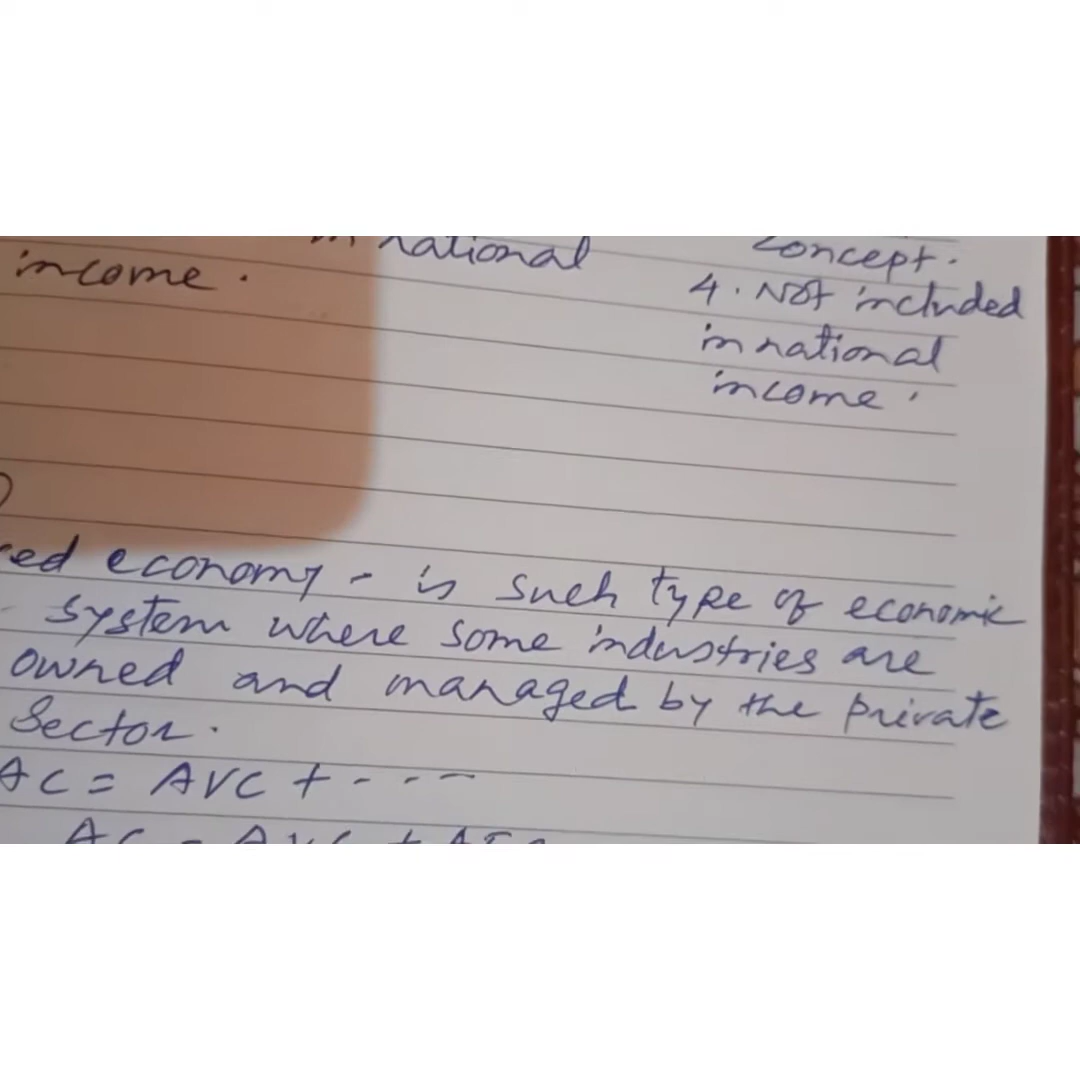 national
income.
concept.
4. Not included
in national
income.
economy - is such type of economic
system where some industries are
owned and managed by the private
Sector.
AC = AVC + - - -